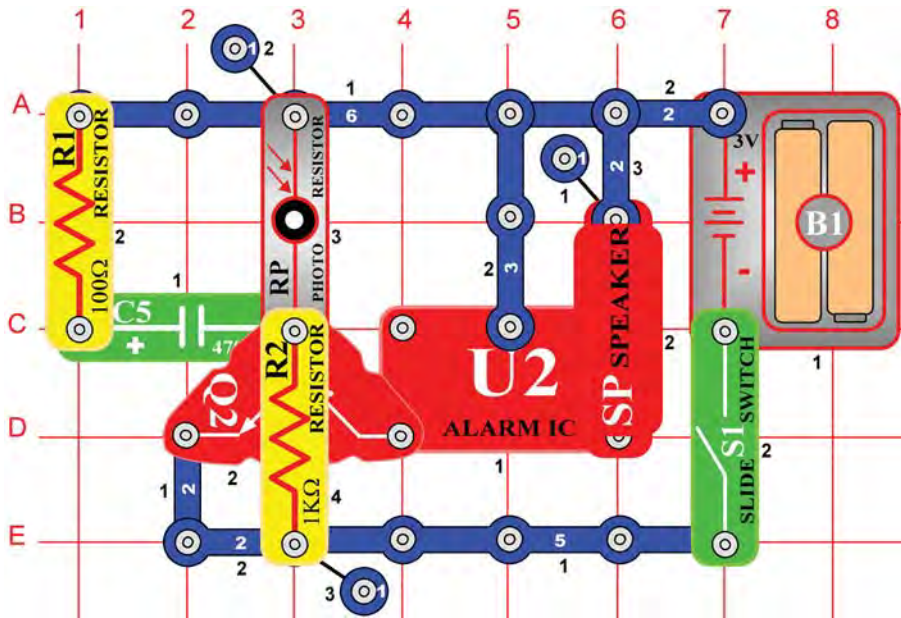 1 2 3 4 5 6 7 8
1 2
A
1
6
2
2
R1
RESISTOR
100Ω
2
RESISTOR
PHOTO
RP
3
1
1
2
3
3V
+
-
B1
B
2
3
1
C5
+
47
C
R2
RESISTOR
1KΩ
4
Q2
2
U2
ALARM IC
1
SP SPEAKER
2
S1
SLIDE SWITCH
2
1
D
1
2
E
2
2
5
1
3
1